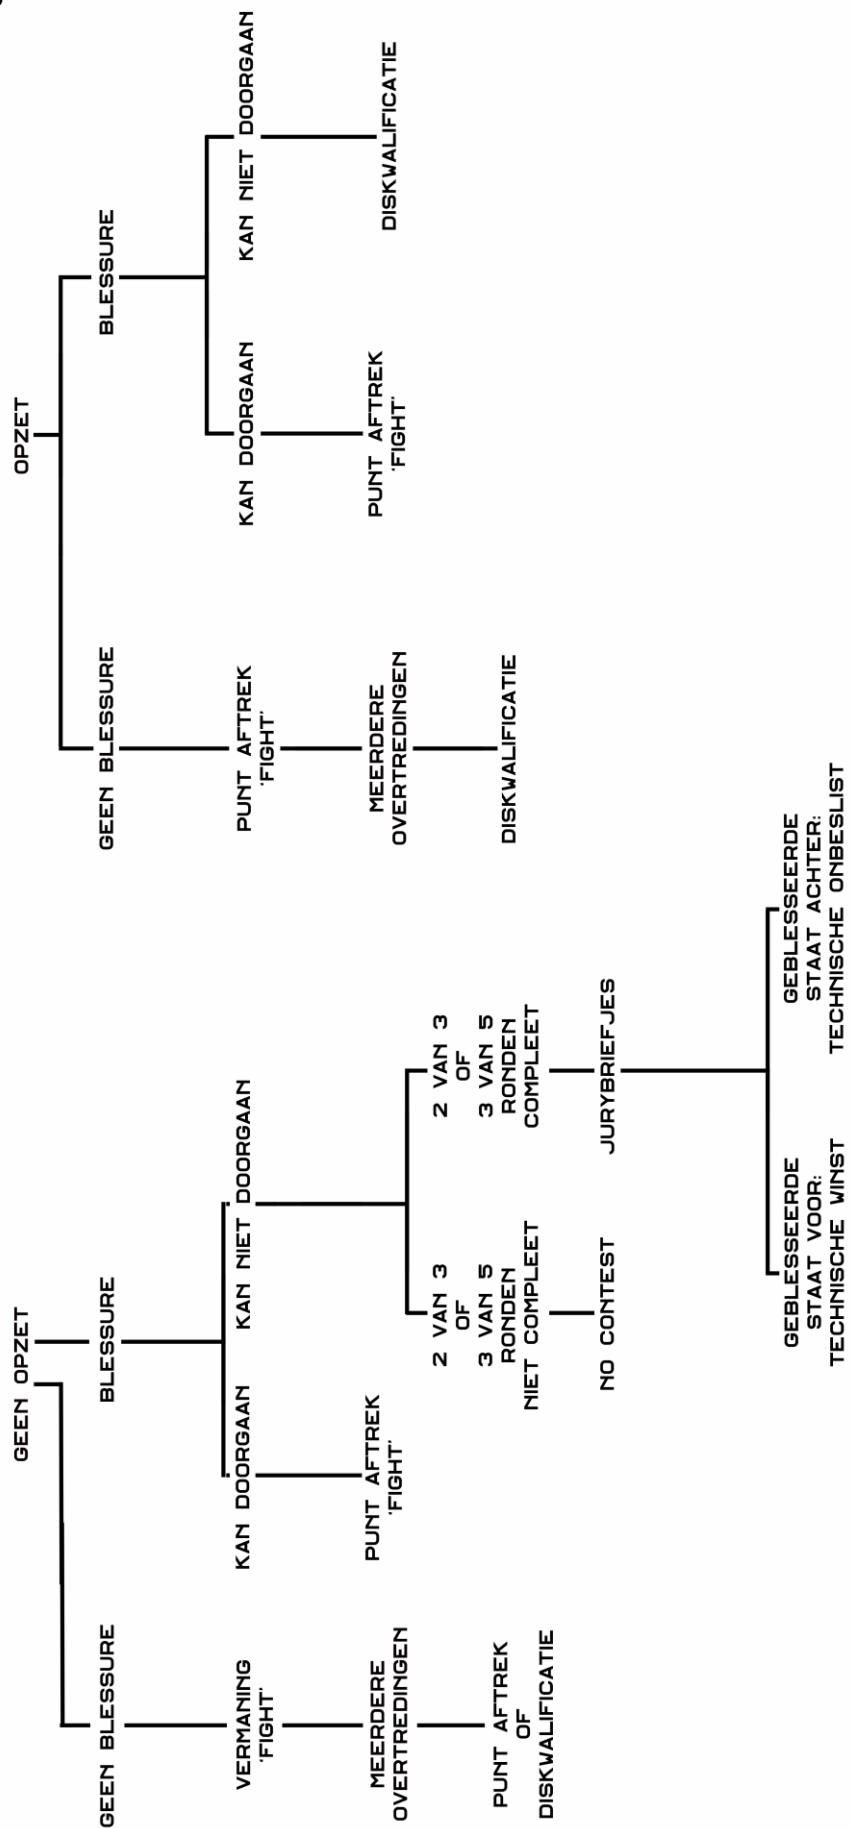 GEEN OPZET
GEEN BLESSURE
VERMANING
'FIGHT'
MEERDERE
OVERTREDINGEN
PUNT AFTREK
OF
DISKWALIFICATIE
BLESSURE
KAN DOORGAAN
PUNT AFTREK
'FIGHT'
KAN NIET DOORGAAN
2 VAN 3
OF
3 VAN 5
RONDEN
NIET COMPLEET
NO CONTEST
2 VAN 3
OF
3 VAN 5
RONDEN
COMPLEET
JURYBRIEFJES
GEBLESSEERDE
STAAT VOOR:
TECHNISCHE WINST
GEBLESSEERDE
STAAT ACHTER:
TECHNISCHE ONBESLIST
OPZET
GEEN BLESSURE
PUNT AFTREK
'FIGHT'
MEERDERE
OVERTREDINGEN
DISKWALIFICATIE
BLESSURE
KAN DOORGAAN
PUNT AFTREK
'FIGHT'
KAN NIET DOORGAAN
DISKWALIFICATIE